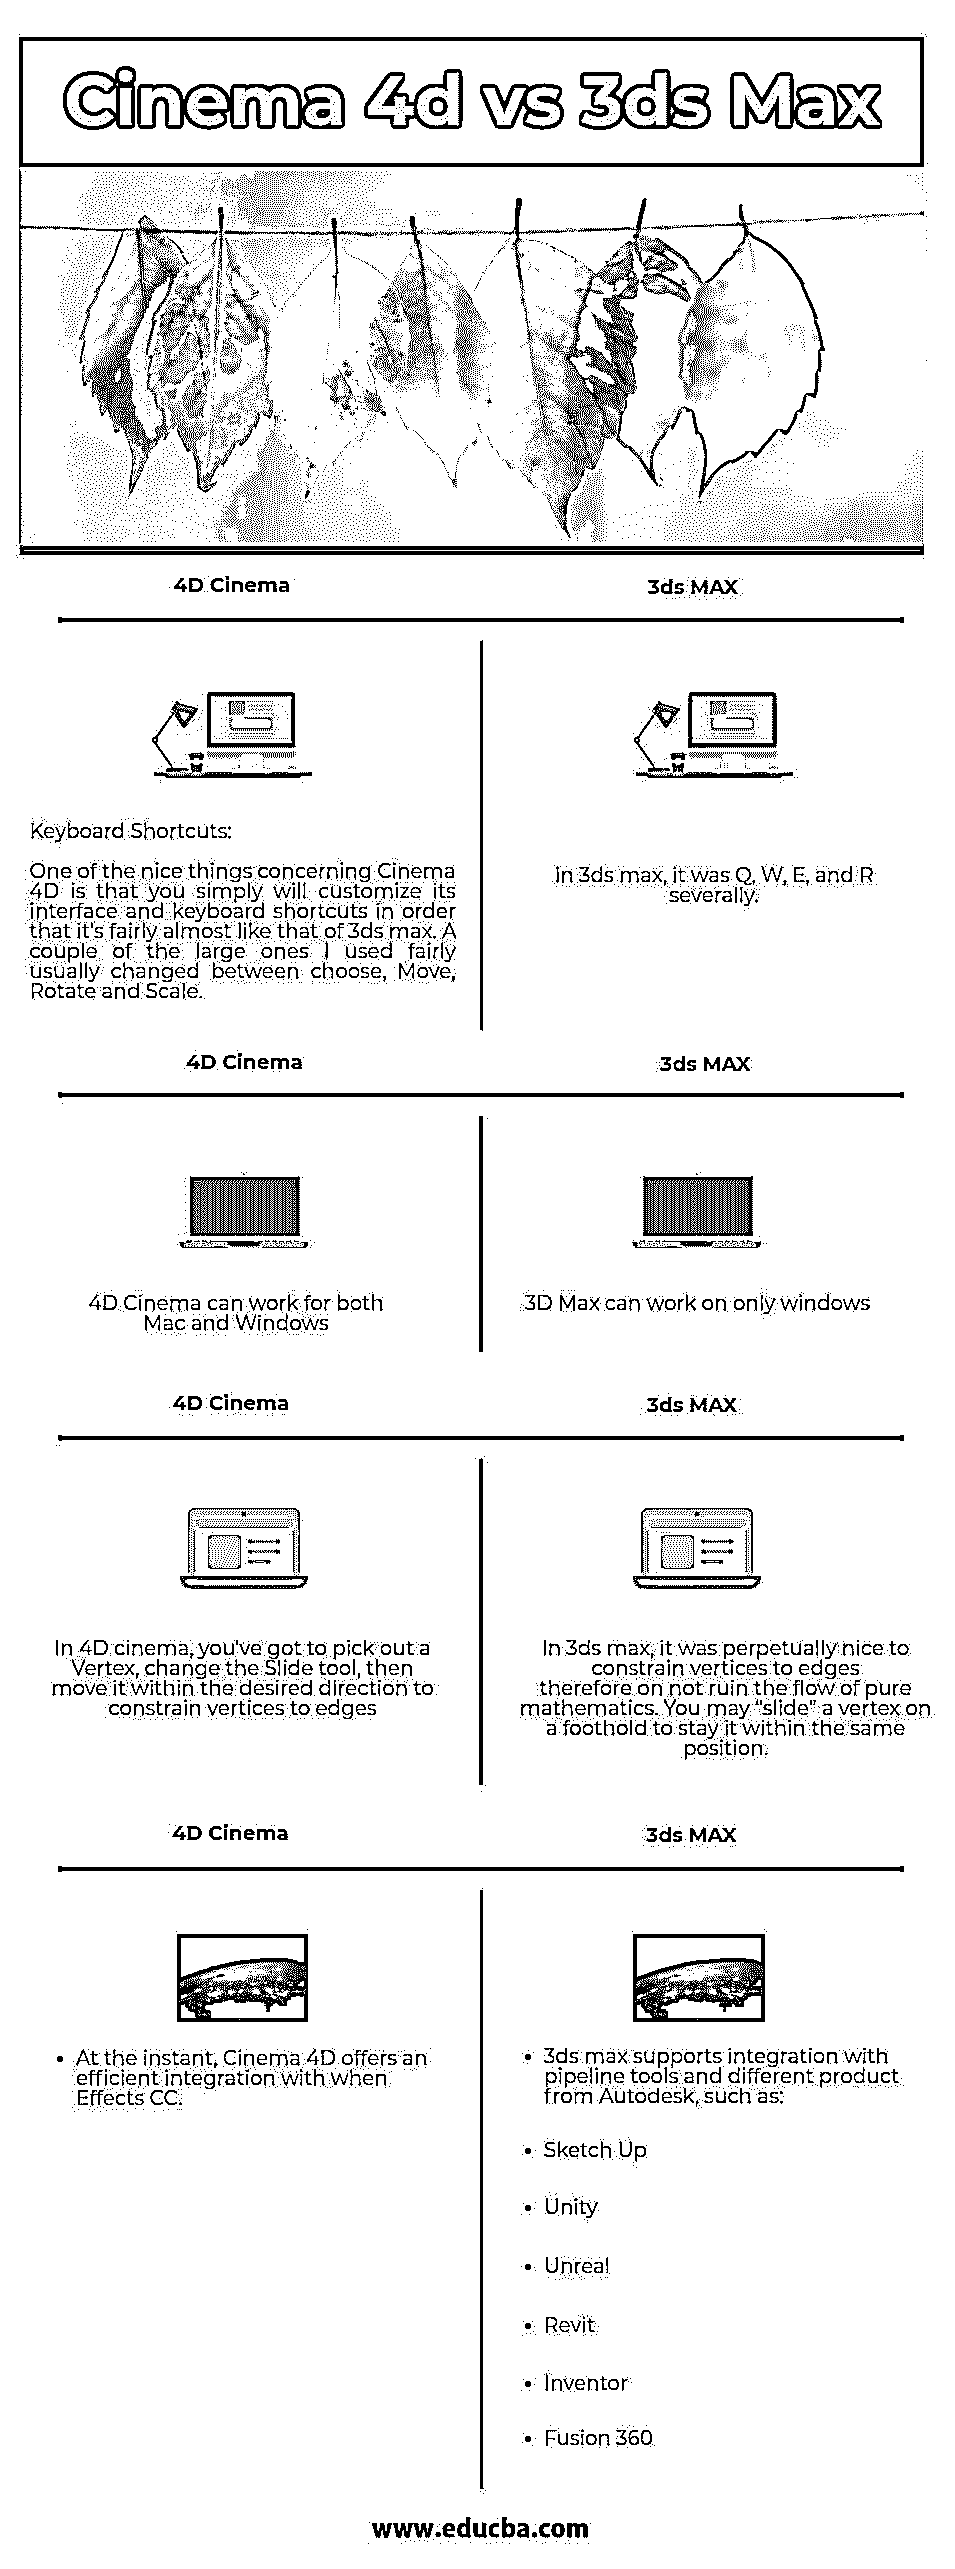 Cinema 4d vs 3ds Max
4D Cinema
3ds MAX
Keyboard Shortcuts:
One of the nice things concerning Cinema
4D is that you simply will customize its
interface and keyboard shortcuts in order
that it's fairly almost like that of 3ds max. A
couple of the large ones I used fairly
usually changed between choose, Move,
Rotate and Scale.
In 3ds max, it was Q, W, E, and R
severally.
4D Cinema
3ds MAX
4D Cinema can work for both
Mac and Windows
3D Max can work on only windows
4D Cinema
3ds MAX
In 4D cinema, you've got to pick out a
Vertex, change the Slide tool, then
move it within the desired direction to
constrain vertices to edges
In 3ds max, it was perpetually nice to
constrain vertices to edges
therefore on not ruin the flow of pure
mathematics. You may "slide" a vertex on
a foothold to stay it within the same
position.
4D Cinema
3ds MAX
• At the instant, Cinema 4D offers an
efficient integration with when
Effects CC.
• 3ds max supports integration with
pipeline tools and different product
from Autodesk, such as:
• Sketch Up
• Unity
• Unreal
• Revit
• Inventor
• Fusion 360
www.educba.com